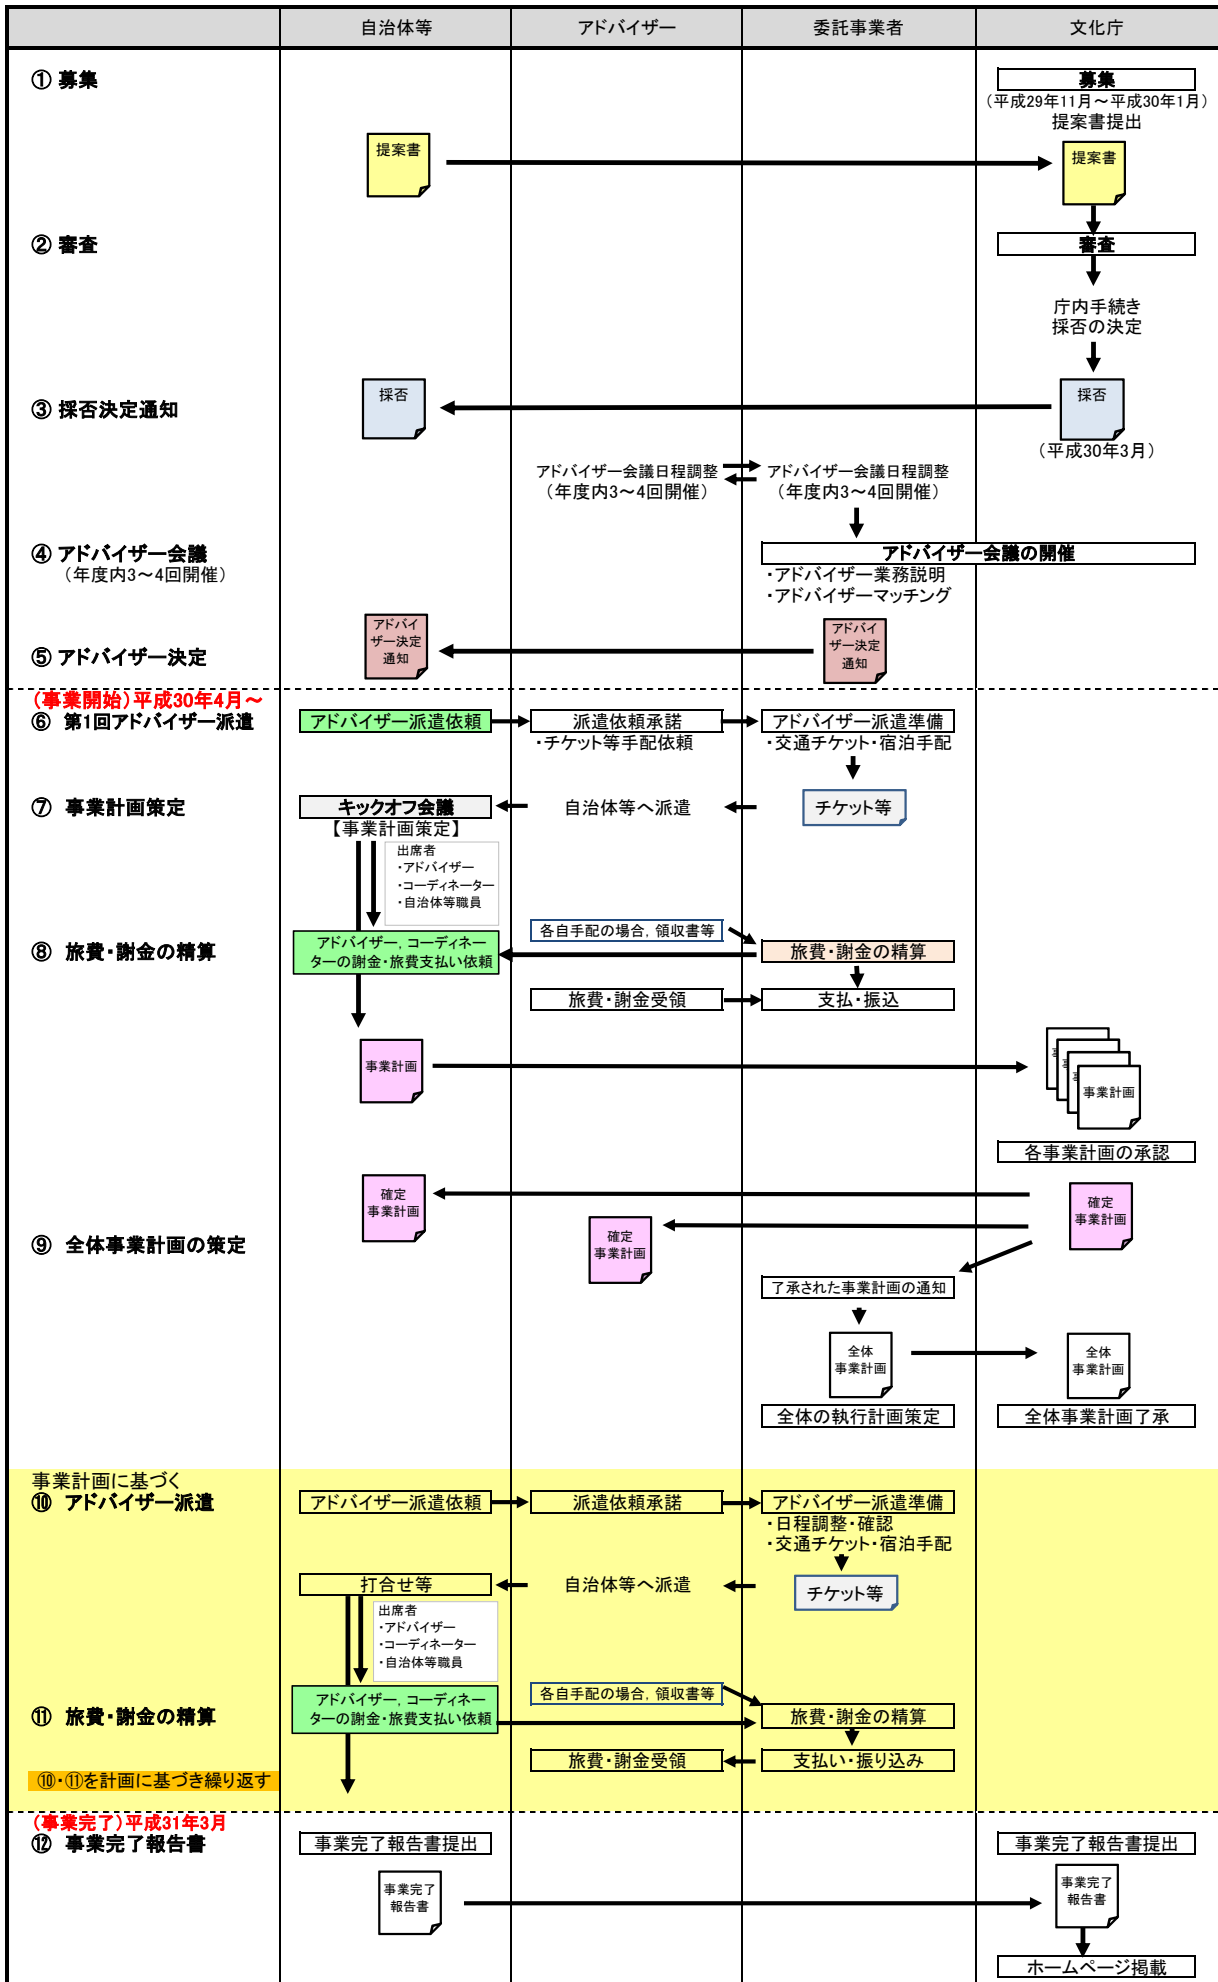 自治体等
アドバイザー
委託事業者
文化庁
① 募集
募集
（平成29年11月～平成30年1月）
提案書提出
提案書
提案書
② 審査
審査
庁内手続き
採否の決定
③ 採否決定通知
採否
採否
（平成30年3月）
アドバイザー会議日程調整
（年度内3～4回開催）
アドバイザー会議日程調整
（年度内3～4回開催）
④ アドバイザー会議
（年度内3～4回開催）
アドバイザー会議の開催
・アドバイザー業務説明
・アドバイザーマッチング
⑤ アドバイザー決定
アドバイ
ザー決定
通知
アドバイ
ザー決定
通知
（事業開始）平成30年4月～
⑥ 第1回アドバイザー派遣
アドバイザー派遣依頼
派遣依頼承諾
・チケット等手配依頼
アドバイザー派遣準備
・交通チケット・宿泊手配
⑦ 事業計画策定
キックオフ会議
【事業計画策定】
自治体等へ派遣
チケット等
出席者
・アドバイザー
・コーディネーター
・自治体等職員
⑧ 旅費・謝金の精算
アドバイザー，コーディネー
ターの謝金・旅費支払い依頼
各自手配の場合，領収書等
旅費・謝金の精算
旅費・謝金受領
支払・振込
事業計画
事業計画
各事業計画の承認
確定
事業計画
確定
事業計画
⑨ 全体事業計画の策定
確定
事業計画
了承された事業計画の通知
全体
事業計画
全体
事業計画
全体の執行計画策定
全体事業計画了承
事業計画に基づく
⑩ アドバイザー派遣
アドバイザー派遣依頼
派遣依頼承諾
アドバイザー派遣準備
・日程調整・確認
・交通チケット・宿泊手配
打合せ等
自治体等へ派遣
チケット等
出席者
・アドバイザー
・コーディネーター
・自治体等職員
⑪ 旅費・謝金の精算
アドバイザー，コーディネー
ターの謝金・旅費支払い依頼
各自手配の場合，領収書等
旅費・謝金の精算
旅費・謝金受領
支払い・振り込み
⑩・⑪を計画に基づき繰り返す
（事業完了）平成31年3月
⑫ 事業完了報告書
事業完了報告書提出
事業完了報告書提出
事業完了
報告書
事業完了
報告書
ホームページ掲載